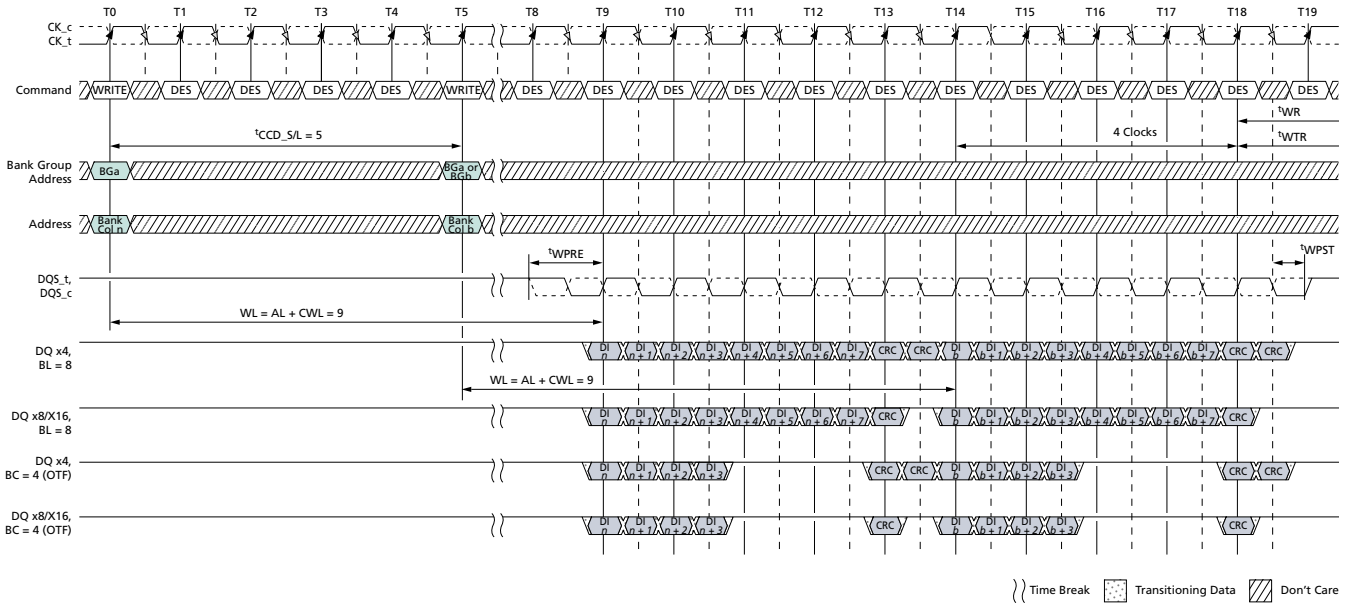 T0 T1 T2 T3 T4 T5 T8 T9 T10 T11 T12 T13 T14 T15 T16 T17 T18 T19
CK_c
CK_t
Command WRITE DES DES DES DES WRITE DES DES DES DES DES DES DES DES DES DES DES DES
tWR
tCCD_S/L = 5 4 Clocks tWTR
Bank Group
Address
BGa BGa or
BGb
Address
Bank
Col n
Bank
Col b
tWPRE tWPST
DQS_t,
DQS_c
WL = AL + CWL = 9
DQ x4,
BL = 8
DI
n
DI
n + 1
DI
n + 2
DI
n + 3
DI
n + 4
DI
n + 5
DI
n + 6
DI
n + 7
CRC CRC
DI
b
DI
b + 1
DI
b + 2
DI
b + 3
DI
b + 4
DI
b + 5
DI
b + 6
DI
b + 7
CRC CRC
WL = AL + CWL = 9
DQ x8/X16,
BL = 8
DI
n
DI
n + 1
DI
n + 2
DI
n + 3
DI
n + 4
DI
n + 5
DI
n + 6
DI
n + 7
CRC
DI
b
DI
b + 1
DI
b + 2
DI
b + 3
DI
b + 4
DI
b + 5
DI
b + 6
DI
b + 7
CRC
DQ x4,
BC = 4 (OTF)
DI
n
DI
n + 1
DI
n + 2
DI
n + 3
CRC CRC
DI
b
DI
b + 1
DI
b + 2
DI
b + 3
CRC CRC
DQ x8/X16,
BC = 4 (OTF)
DI
n
DI
n + 1
DI
n + 2
DI
n + 3
CRC
DI
b
DI
b + 1
DI
b + 2
DI
b + 3
CRC
Time Break Transitioning Data Don't Care